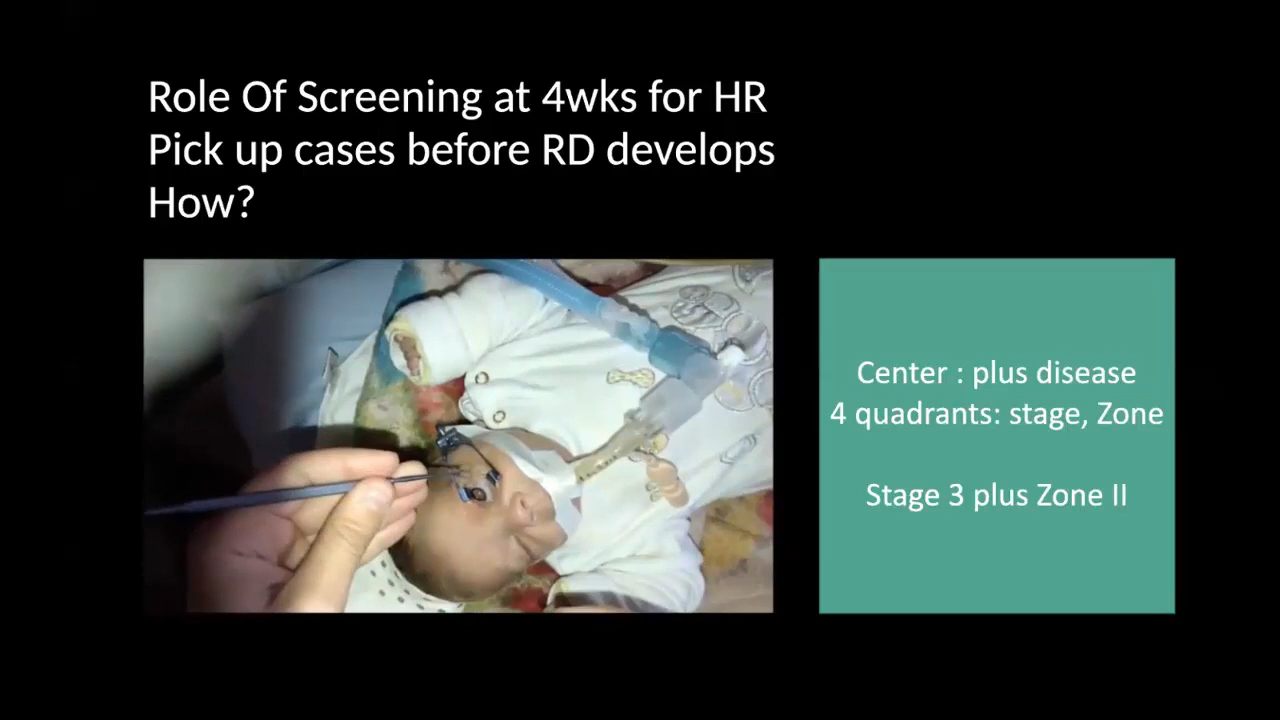 Role Of Screening at 4wks for HR
Pick up cases before RD develops
How?
Center : plus disease
4 quadrants: stage, Zone
Stage 3 plus Zone II